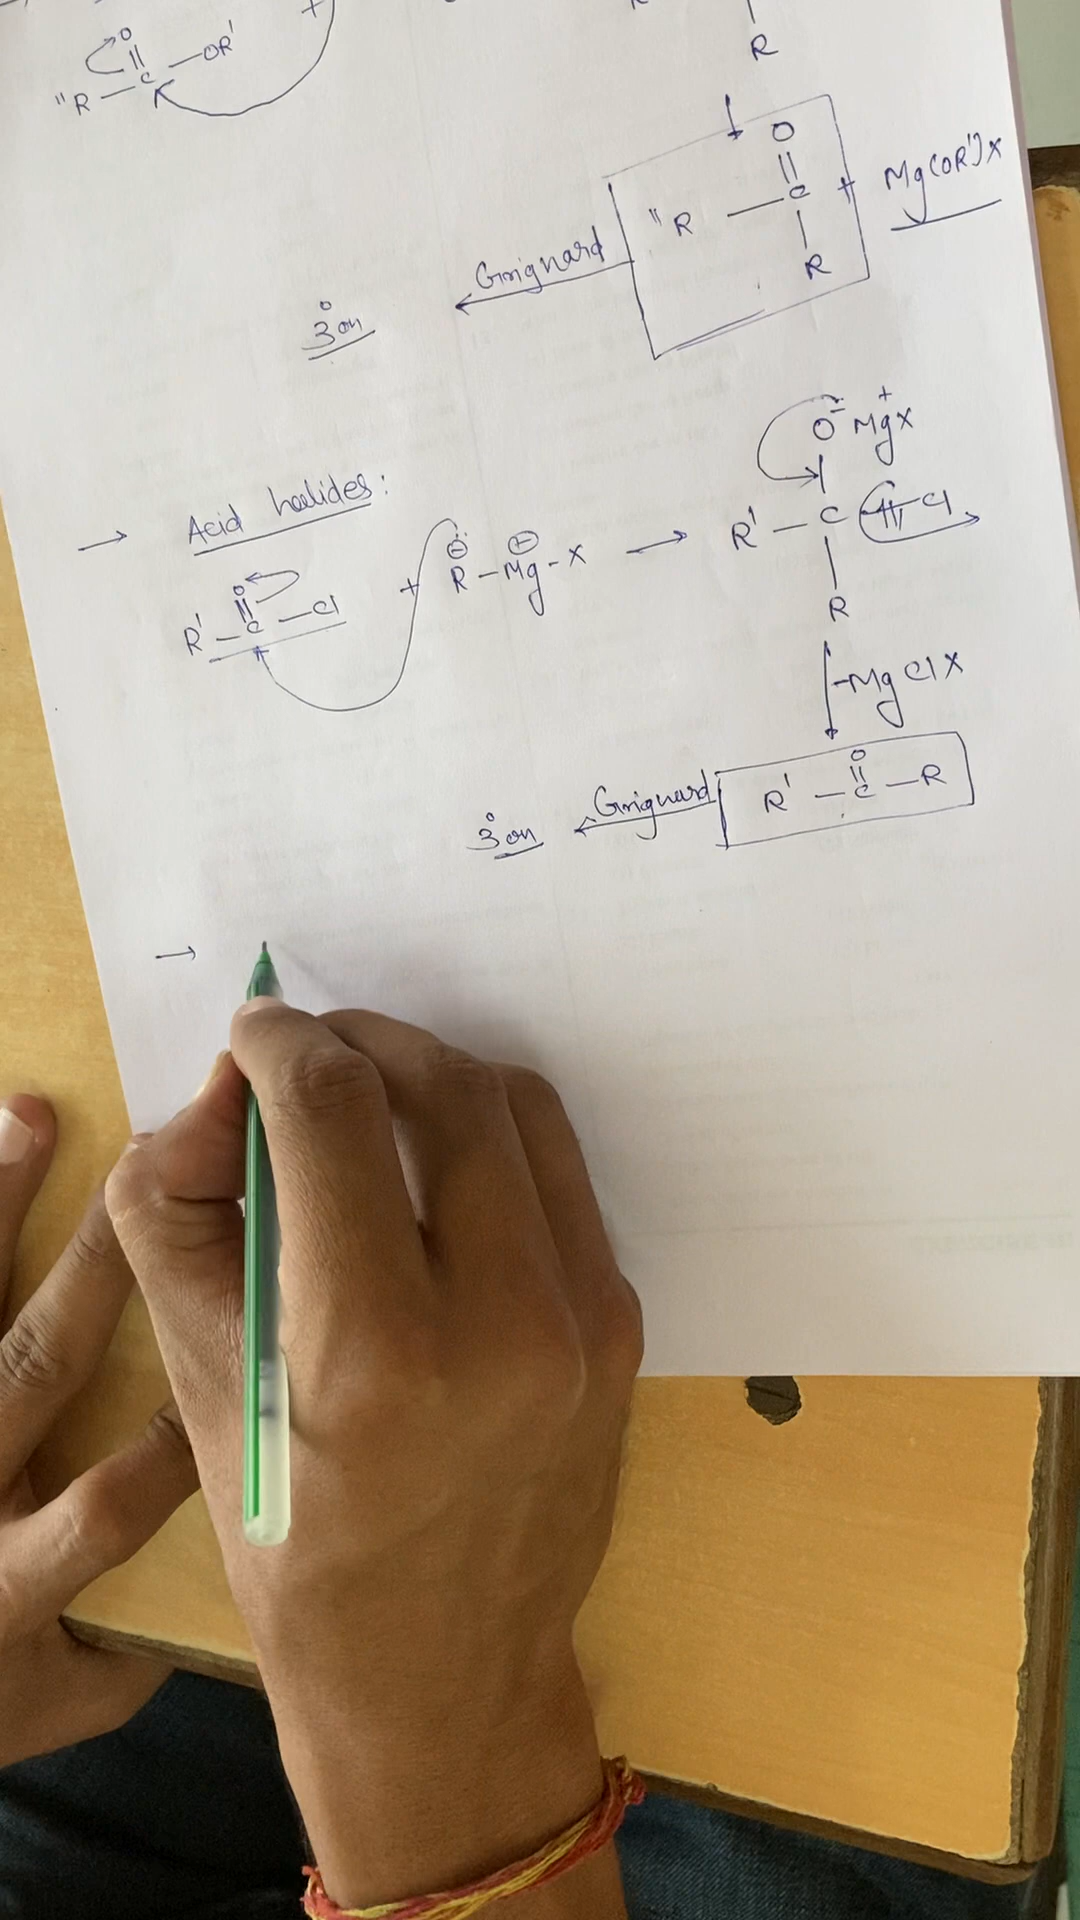 O
"R — C — OR'
+
R
O
"R — C + Mg(OR')X
R
Grignard
3° OH
→ Acid halides:
O⁻ Mg⁺X
R' — C — Cl
R
O
R' — C — Cl + R — Mg - X →
⊖ ⊕
- MgClX
O
R' — C — R
Grignard
3° OH
→